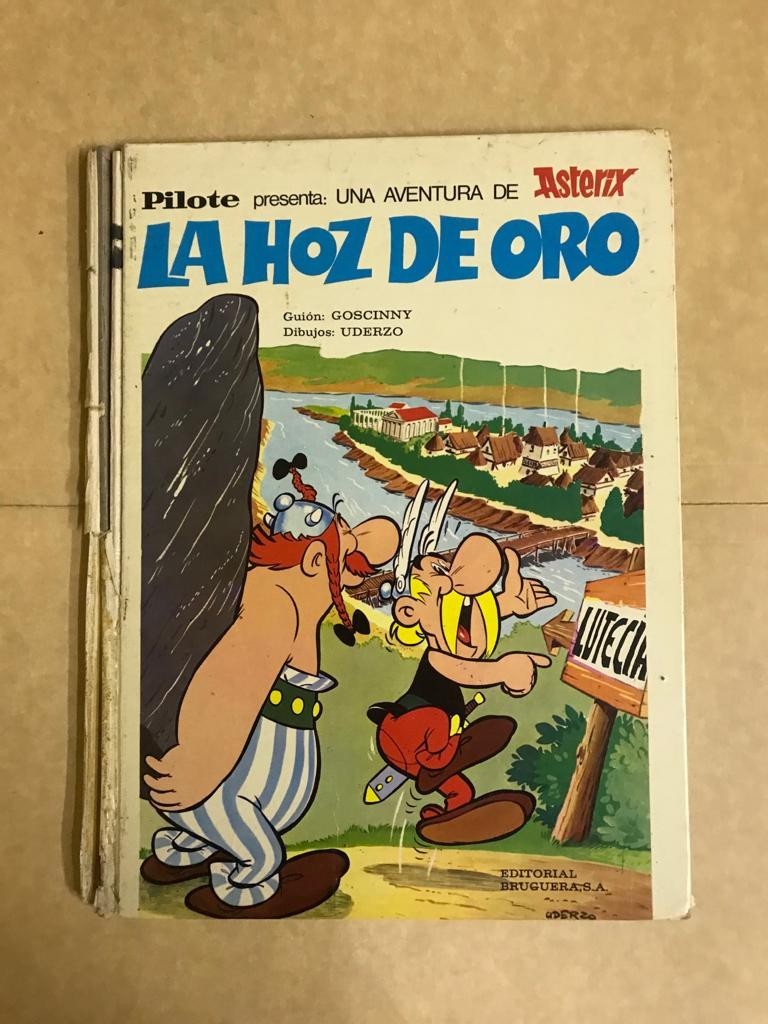 Pilote presenta: UNA AVENTURA DE Asterix
LA HOZ DE ORO
Guión: GOSCINNY
Dibujos: UDERZO
LUTECIA
EDITORIAL
BRUGUERA,S.A.
UDERZO